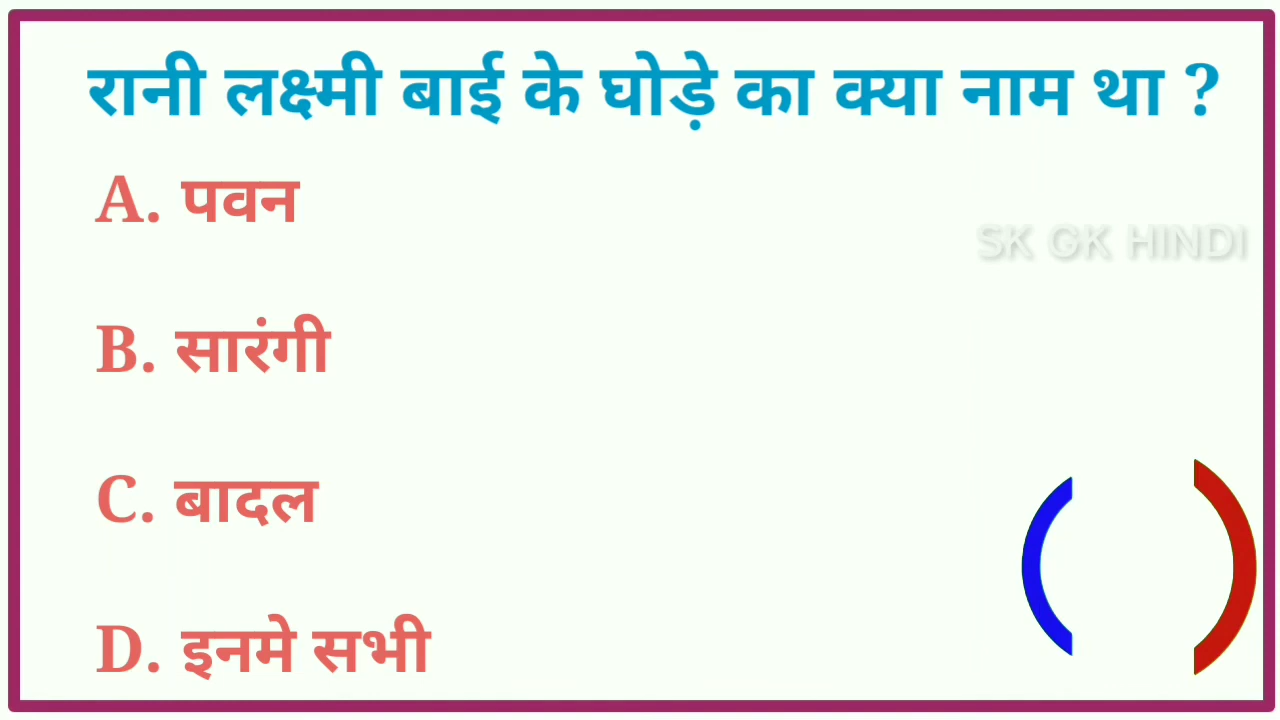 रानी लक्ष्मी बाई के घोड़े का क्या नाम था ?
A. पवन
SK GK HINDI
B. सारंगी
C. बादल
D. इनमे सभी